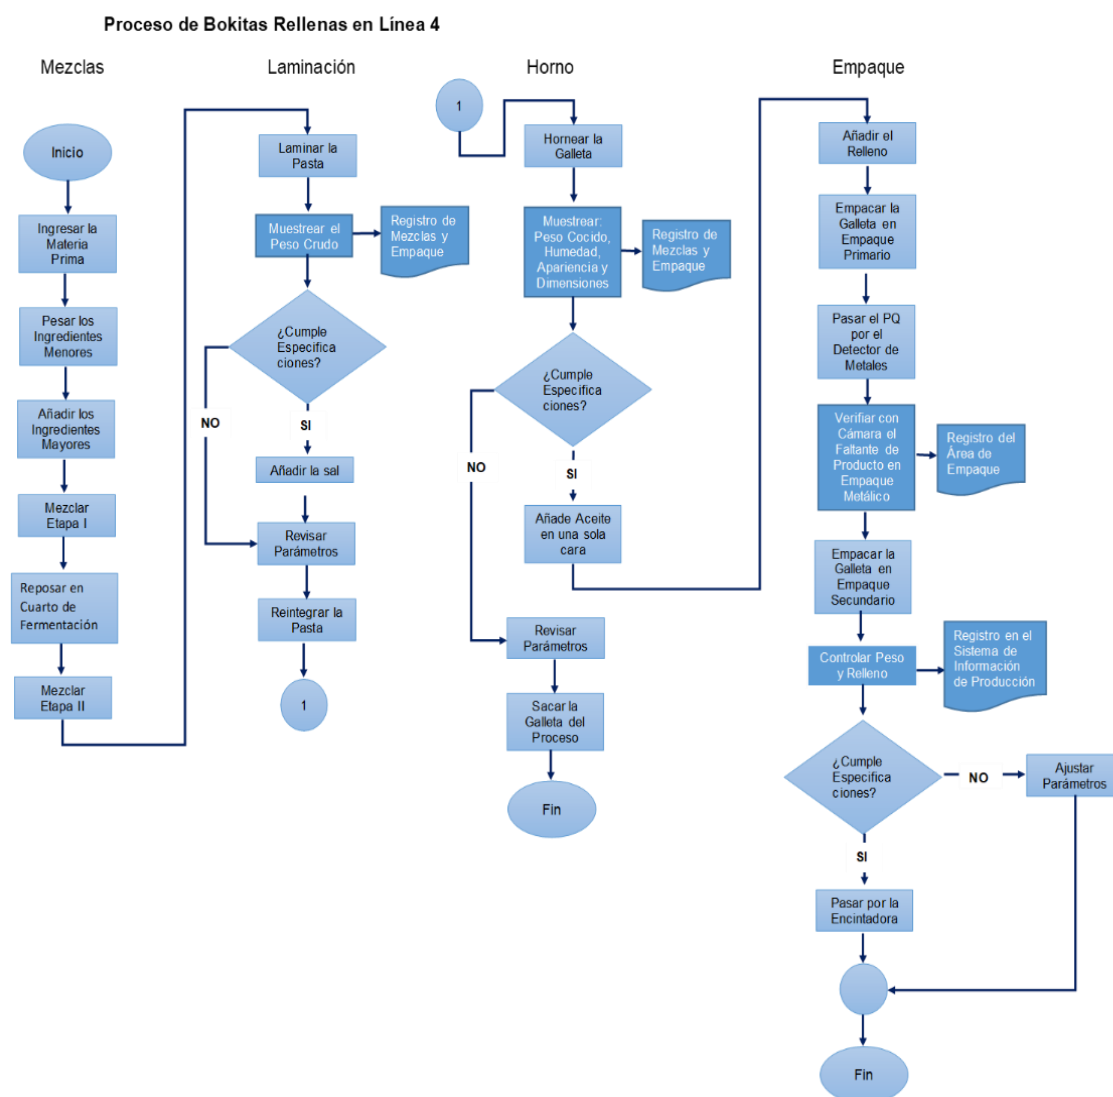 Proceso de Bokitas Rellenas en Línea 4
Mezclas
Inicio
Ingresar la
Materia
Prima
Pesar los
Ingredientes
Menores
Añadir los
Ingredientes
Mayores
Mezclar
Etapa I
Reposar en
Cuarto de
Fermentación
Mezclar
Etapa II
Laminación
Laminar la
Pasta
Muestrear el
Peso Crudo
Registro de
Mezclas y
Empaque
¿Cumple
Especifica
ciones?
NO
SI
Añadir la sal
Revisar
Parámetros
Reintegrar la
Pasta
1
Horno
1
Hornear la
Galleta
Muestrear:
Peso Cocido,
Humedad,
Apariencia y
Dimensiones
Registro de
Mezclas y
Empaque
¿Cumple
Especifica
ciones?
NO
SI
Añade Aceite
en una sola
cara
Revisar
Parámetros
Sacar la
Galleta del
Proceso
Fin
Empaque
Añadir el
Relleno
Empacar la
Galleta en
Empaque
Primario
Pasar el PQ
por el
Detector de
Metales
Verifiar con
Cámara el
Faltante de
Producto en
Empaque
Metálico
Registro del
Área de
Empaque
Empacar la
Galleta en
Empaque
Secundario
Controlar Peso
y Relleno
Registro en el
Sistema de
Información
de Producción
¿Cumple
Especifica
ciones?
NO
Ajustar
Parámetros
SI
Pasar por la
Encintadora
Fin